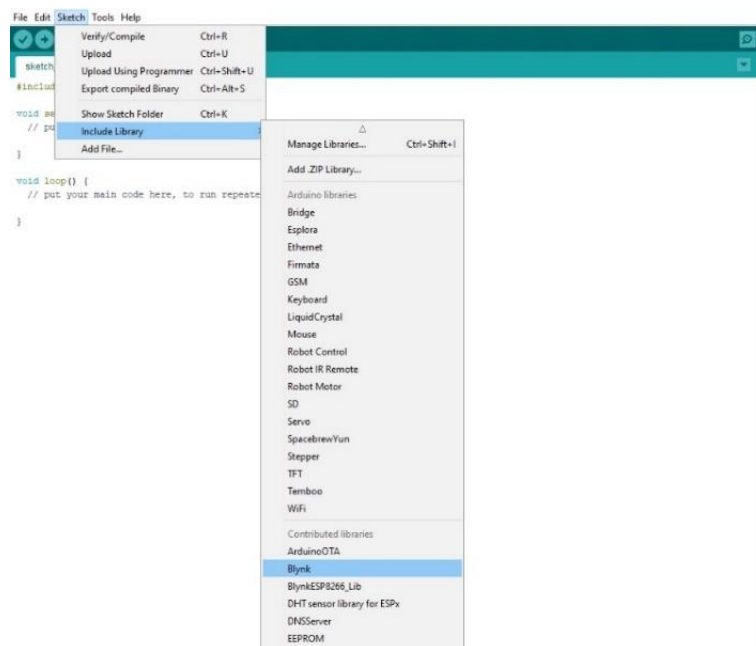 File Edit Sketch Tools Help
Verify/Compile Ctrl+R
Upload Ctrl+U
Upload Using Programmer Ctrl+Shift+U
Export compiled Binary Ctrl+Alt+S
Show Sketch Folder Ctrl+K
Include Library
Add File...
sketch
#includ
void se
// pu
}
void loop() {
// put your main code here, to run repeate
}
Manage Libraries... Ctrl+Shift+I
Add .ZIP Library...
Arduino libraries
Bridge
Esplora
Ethernet
Firmata
GSM
Keyboard
LiquidCrystal
Mouse
Robot Control
Robot IR Remote
Robot Motor
SD
Servo
SpacebrewYun
Stepper
TFT
Temboo
WiFi
Contributed libraries
ArduinoOTA
Blynk
BlynkESP8266_Lib
DHT sensor library for ESPx
DNSServer
EEPROM